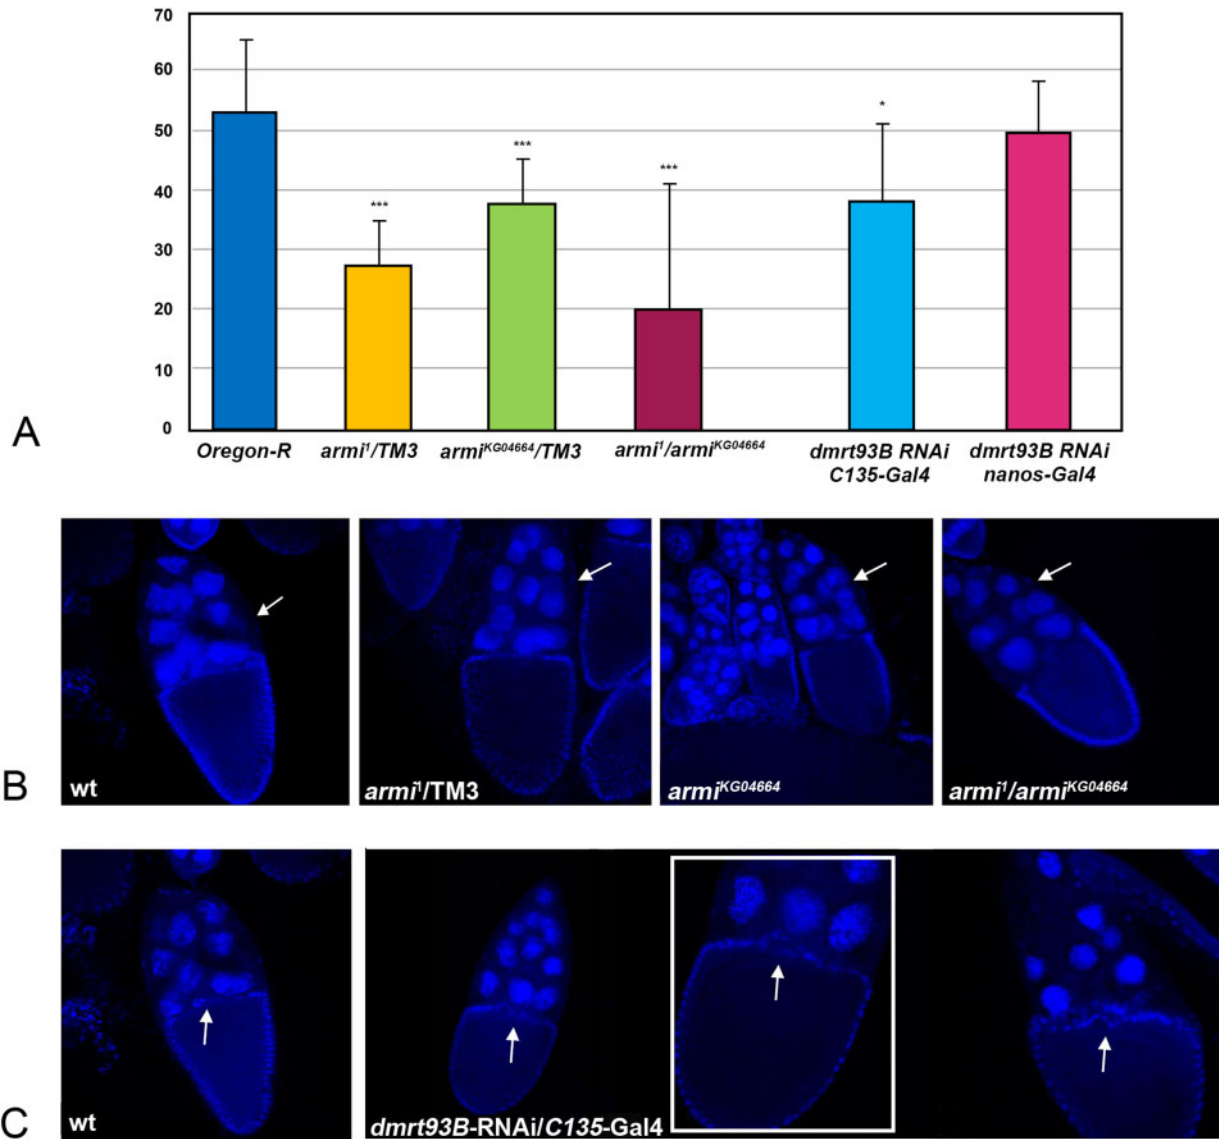 70
60
50
40
30
20
10
0
*** *** *** *
A
Oregon-R armi¹/TM3 armiᴷᴳ⁰⁴⁶⁶⁴/TM3 armi¹/armiᴷᴳ⁰⁴⁶⁶⁴ dmrt93B RNAi dmrt93B RNAi
C135-Gal4 nanos-Gal4
B
wt armi¹/TM3 armiᴷᴳ⁰⁴⁶⁶⁴ armi¹/armiᴷᴳ⁰⁴⁶⁶⁴
C
wt dmrt93B-RNAi/C135-Gal4